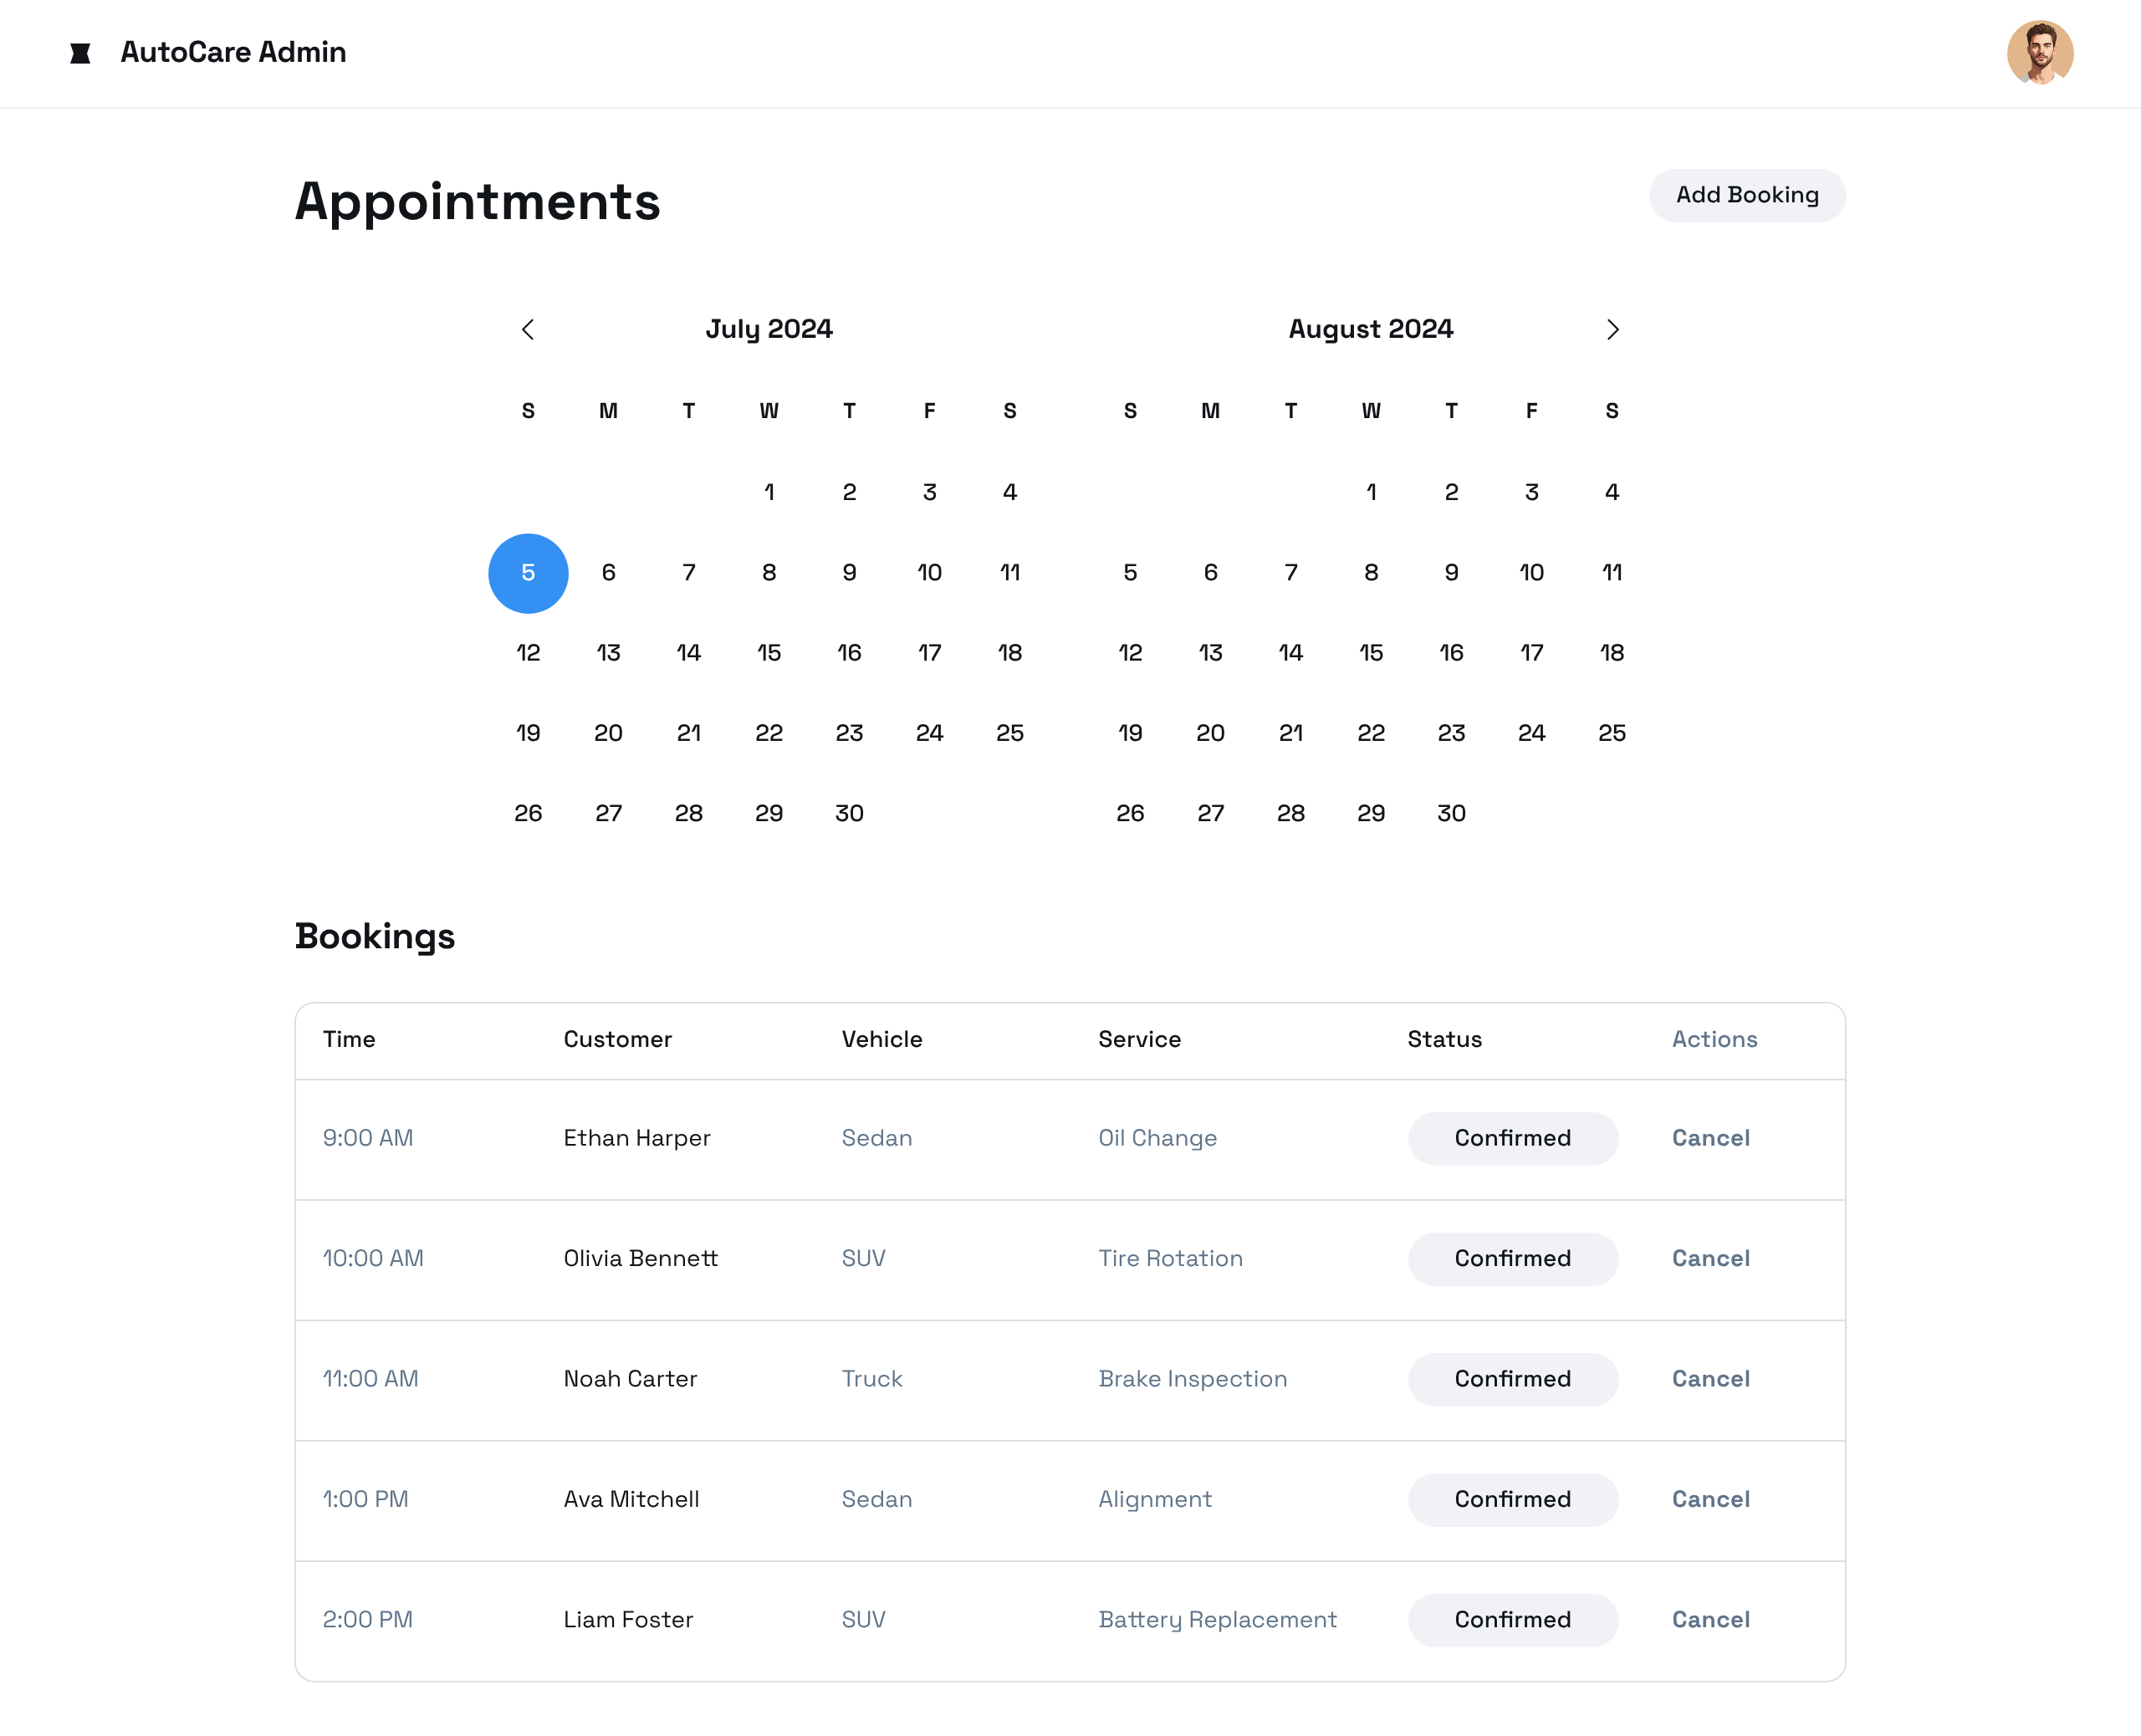 AutoCare Admin
Appointments
Add Booking
July 2024
S M T W T F S
1 2 3 4
5 6 7 8 9 10 11
12 13 14 15 16 17 18
19 20 21 22 23 24 25
26 27 28 29 30
August 2024
S M T W T F S
1 2 3 4
5 6 7 8 9 10 11
12 13 14 15 16 17 18
19 20 21 22 23 24 25
26 27 28 29 30
Bookings
Time Customer Vehicle Service Status Actions
9:00 AM Ethan Harper Sedan Oil Change Confirmed Cancel
10:00 AM Olivia Bennett SUV Tire Rotation Confirmed Cancel
11:00 AM Noah Carter Truck Brake Inspection Confirmed Cancel
1:00 PM Ava Mitchell Sedan Alignment Confirmed Cancel
2:00 PM Liam Foster SUV Battery Replacement Confirmed Cancel